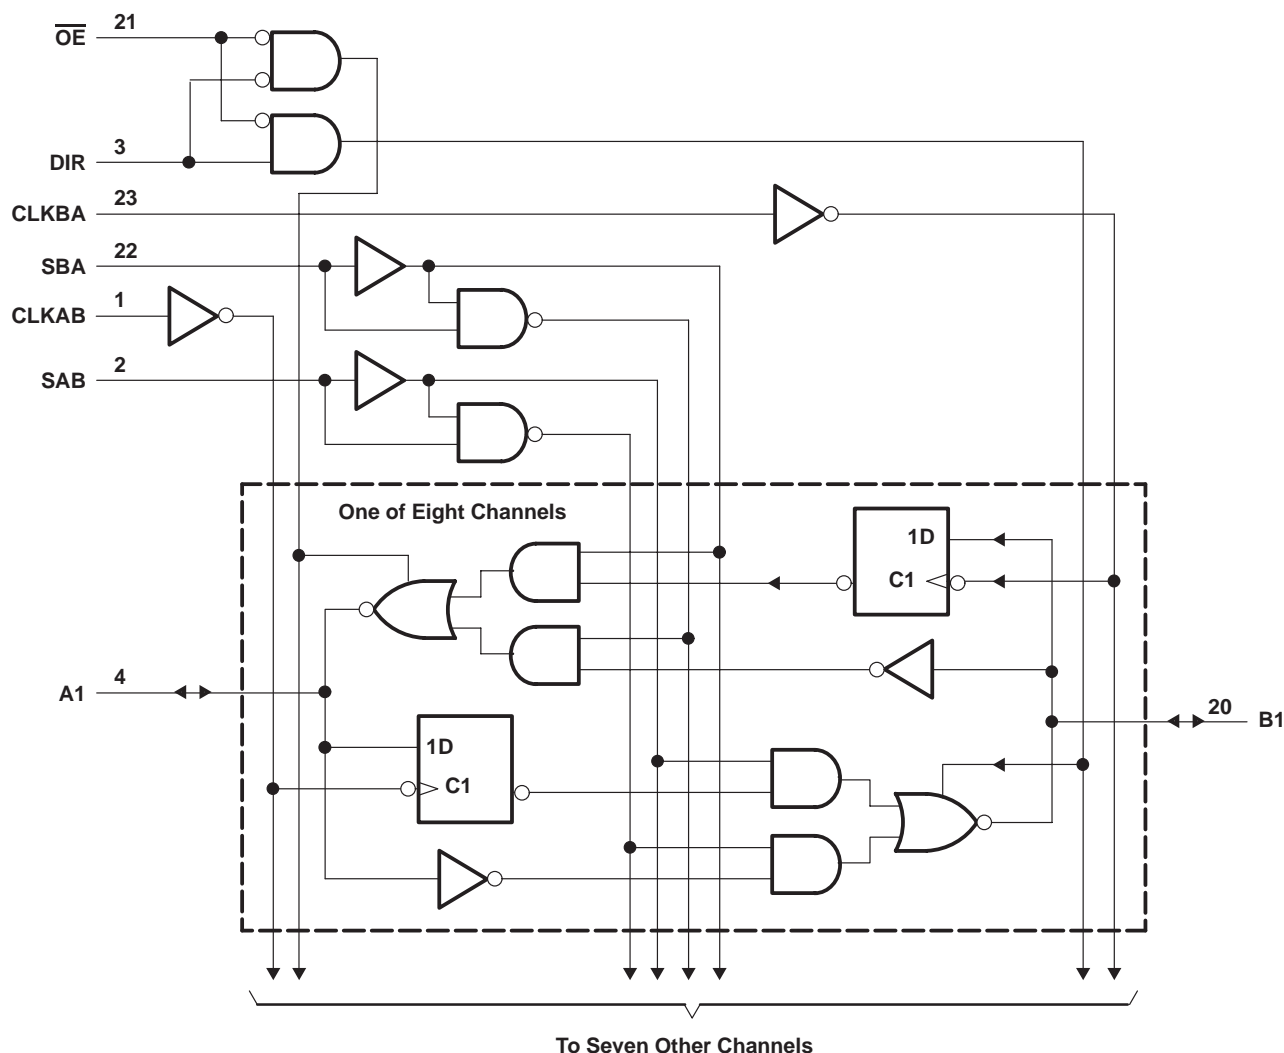 21
O̅E̅
3
DIR
23
CLKBA
22
SBA
1
CLKAB
2
SAB
One of Eight Channels
1D
C1
4
A1
20
B1
1D
C1
To Seven Other Channels